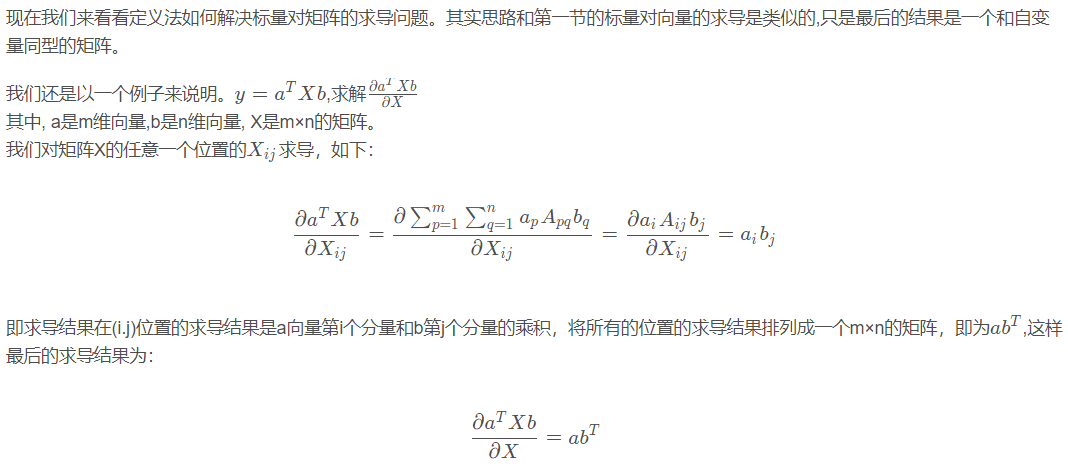 现在我们来看看定义法如何解决标量对矩阵的求导问题。其实思路和第一节的标量对向量的求导是类似的,只是最后的结果是一个和自变
量同型的矩阵。
我们还是以一个例子来说明。$y = a^T Xb$,求解$\frac{\partial a^T Xb}{\partial X}$
其中, a是m维向量,b是n维向量, X是m×n的矩阵。
我们对矩阵X的任意一个位置的$X_{ij}$求导，如下：
$$\frac{\partial a^T Xb}{\partial X_{ij}} = \frac{\partial \sum_{p=1}^{m} \sum_{q=1}^{n} a_p A_{pq} b_q}{\partial X_{ij}} = \frac{\partial a_i A_{ij} b_j}{\partial X_{ij}} = a_i b_j$$
即求导结果在(i.j)位置的求导结果是a向量第i个分量和b第j个分量的乘积，将所有的位置的求导结果排列成一个m×n的矩阵，即为$ab^T$,这样
最后的求导结果为：
$$\frac{\partial a^T Xb}{\partial X} = ab^T$$